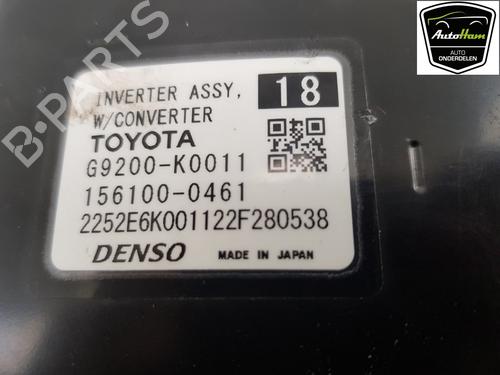 AutoHam
AUTO
ONDERDELEN
B-PARTS
INVERTER ASSY, 18
W/CONVERTER
TOYOTA
G9200-K0011
156100-0461
2252E6K001122F280538
DENSO MADE IN JAPAN